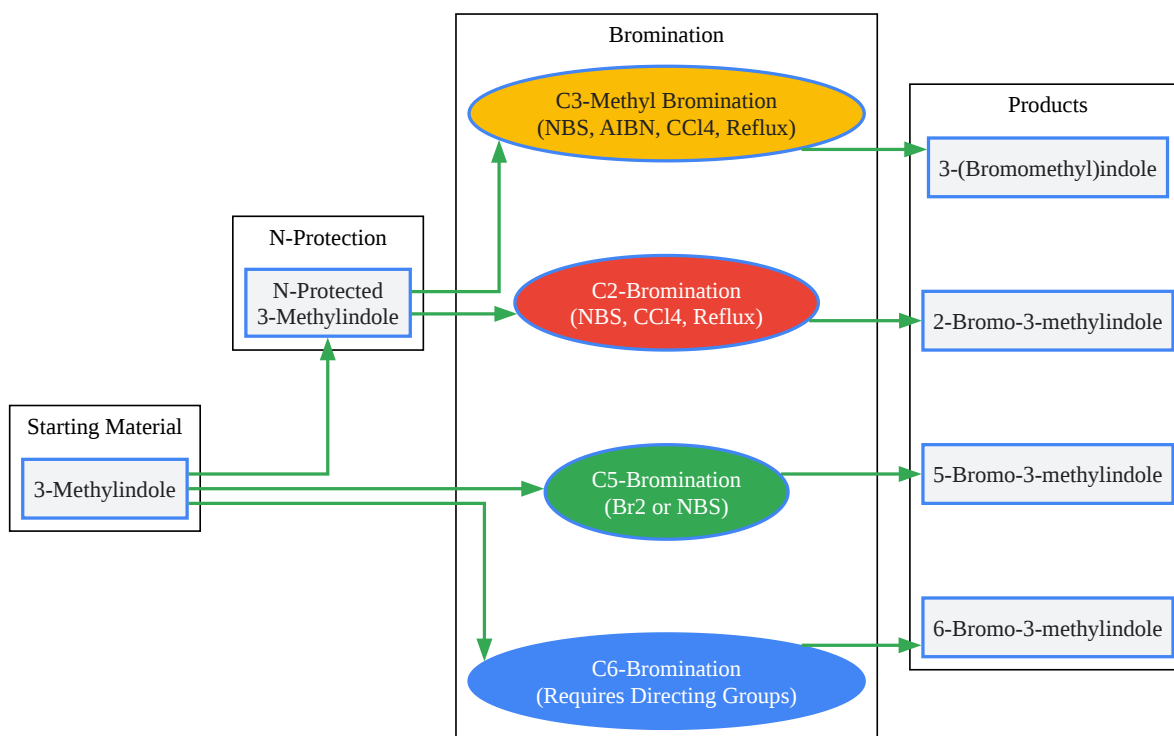 Bromination
C3-Methyl Bromination
(NBS, AIBN, CCl4, Reflux)
Products
3-(Bromomethyl)indole
N-Protection
N-Protected
3-Methylindole
C2-Bromination
(NBS, CCl4, Reflux)
2-Bromo-3-methylindole
Starting Material
3-Methylindole
C5-Bromination
(Br2 or NBS)
5-Bromo-3-methylindole
C6-Bromination
(Requires Directing Groups)
6-Bromo-3-methylindole